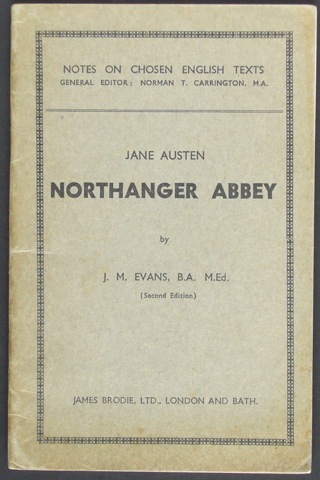 NOTES ON CHOSEN ENGLISH TEXTS
GENERAL EDITOR: NORMAN T. CARRINGTON, M.A.
JANE AUSTEN
NORTHANGER ABBEY
by
J. M. EVANS, B.A. M.Ed.
(Second Edition)
JAMES BRODIE, LTD., LONDON AND BATH.